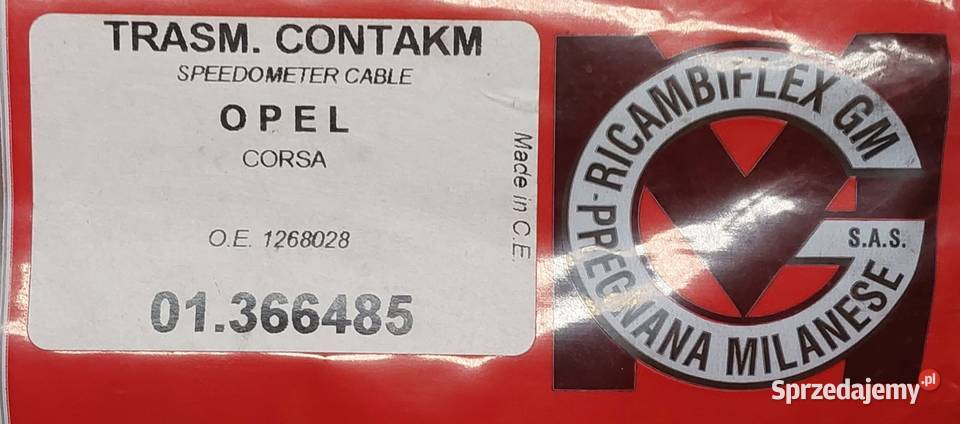 TRASM. CONTAKM
SPEEDOMETER CABLE
OPEL
CORSA
O.E. 1268028
01.366485
Made in C.E.
RICAMBIFLEX GM
S.A.S.
PREGNANA MILANESE
Sprzedajemy.pl